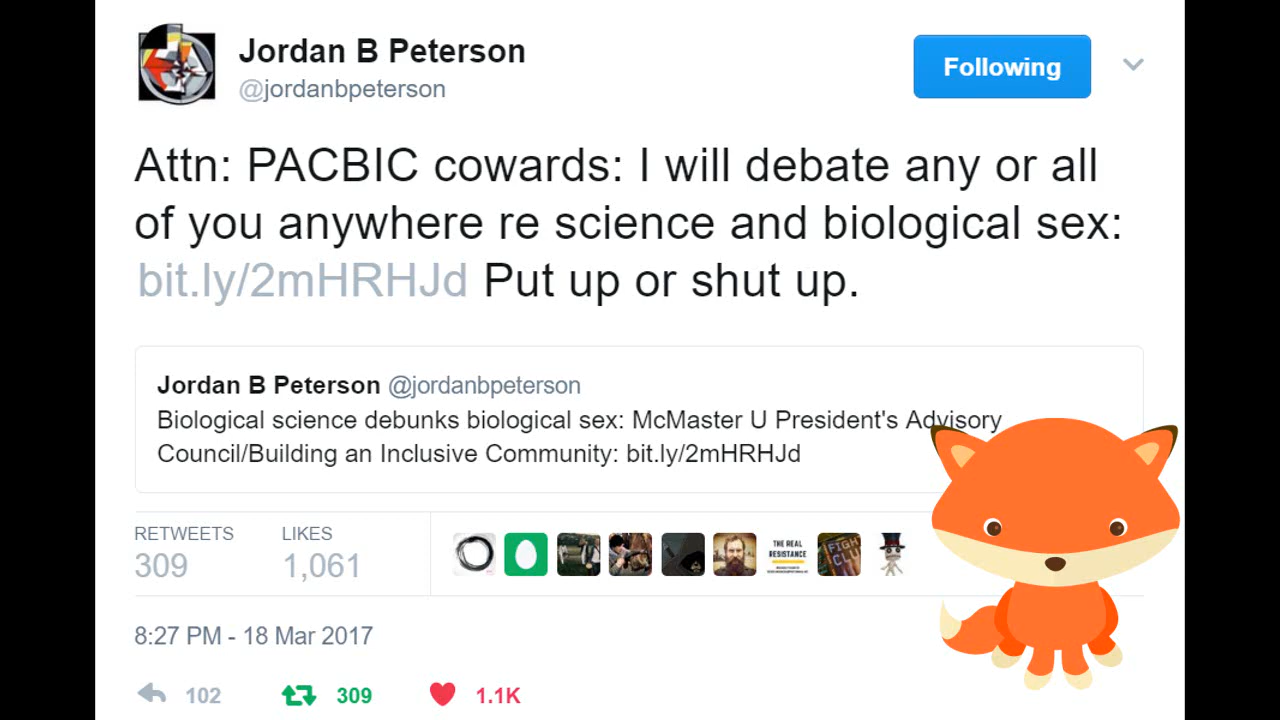 Jordan B Peterson
@jordanbpeterson
Following
Attn: PACBIC cowards: I will debate any or all
of you anywhere re science and biological sex:
bit.ly/2mHRHJd Put up or shut up.
Jordan B Peterson @jordanbpeterson
Biological science debunks biological sex: McMaster U President's Advisory
Council/Building an Inclusive Community: bit.ly/2mHRHJd
RETWEETS LIKES
309 1,061
THE REAL
RESISTANCE
FIGHT
CLUB
8:27 PM - 18 Mar 2017
102 309 1.1K